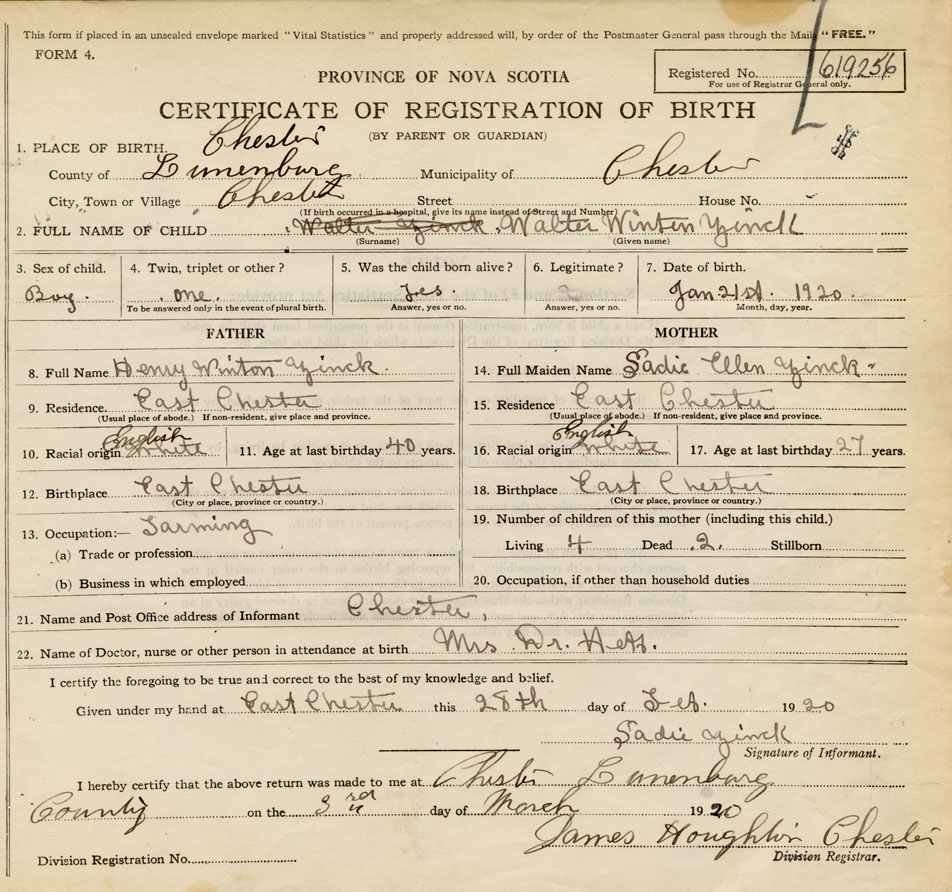 This form if placed in an unsealed envelope marked "Vital Statistics" and properly addressed will, by order of the Postmaster General pass through the Mails "FREE."
FORM 4.
Registered No. 619256
For use of Registrar General only.
PROVINCE OF NOVA SCOTIA
CERTIFICATE OF REGISTRATION OF BIRTH
(BY PARENT OR GUARDIAN)
1. PLACE OF BIRTH. Chester
County of Lunenburg Municipality of Chester
City, Town or Village Chester Street House No.
(If birth occurred in a hospital, give its name instead of Street and Number)
2. FULL NAME OF CHILD Walter Zinck, Walter Winton Zinck
(Surname) (Given name)
3. Sex of child. 4. Twin, triplet or other? 5. Was the child born alive? 6. Legitimate? 7. Date of birth.
Boy. one. Yes. Jan. 21st. 1920.
To be answered only in the event of plural birth. Answer, yes or no. Answer, yes or no. Month, day, year.
FATHER MOTHER
8. Full Name Henry Winton Zinck. 14. Full Maiden Name Sadie Ellen Zinck
9. Residence. East Chester 15. Residence East Chester
(Usual place of abode.) If non-resident, give place and province. (Usual place of abode.) If non-resident, give place and province.
English English
10. Racial origin White 11. Age at last birthday 40 years. 16. Racial origin White 17. Age at last birthday 27 years.
12. Birthplace East Chester 18. Birthplace East Chester
(City or place, province or country.) (City or place, province or country.)
13. Occupation:— Farming 19. Number of children of this mother (including this child.)
(a) Trade or profession Living 4 Dead 2. Stillborn
(b) Business in which employed 20. Occupation, if other than household duties
21. Name and Post Office address of Informant Chester,
22. Name of Doctor, nurse or other person in attendance at birth Mrs. Dr. Heb.
I certify the foregoing to be true and correct to the best of my knowledge and belief.
Given under my hand at East Chester this 28th day of Feb. 1920
Sadie Zinck
Signature of Informant.
I hereby certify that the above return was made to me at Chester Lunenburg
County on the 3rd day of March 1920
James Houghton Chester
Division Registration No. Division Registrar.